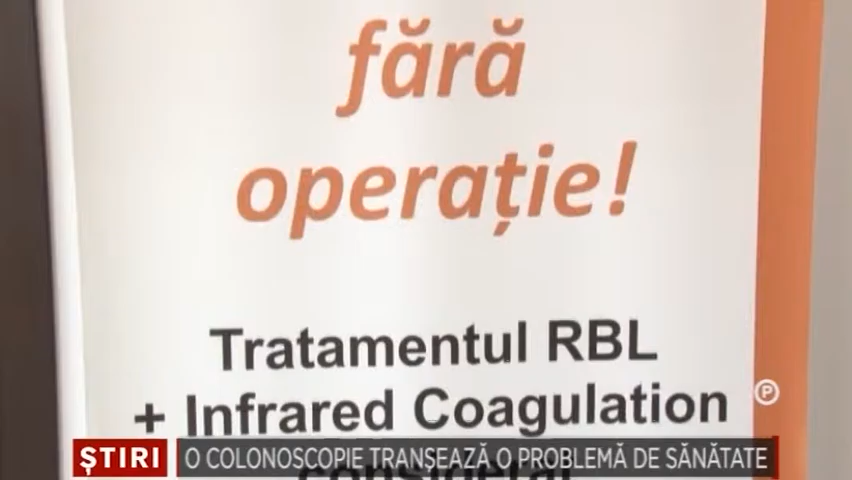 fără
operație!
Tratamentul RBL
+ Infrared Coagulation
P
ȘTIRI
O COLONOSCOPIE TRANȘEAZĂ O PROBLEMĂ DE SĂNĂTATE